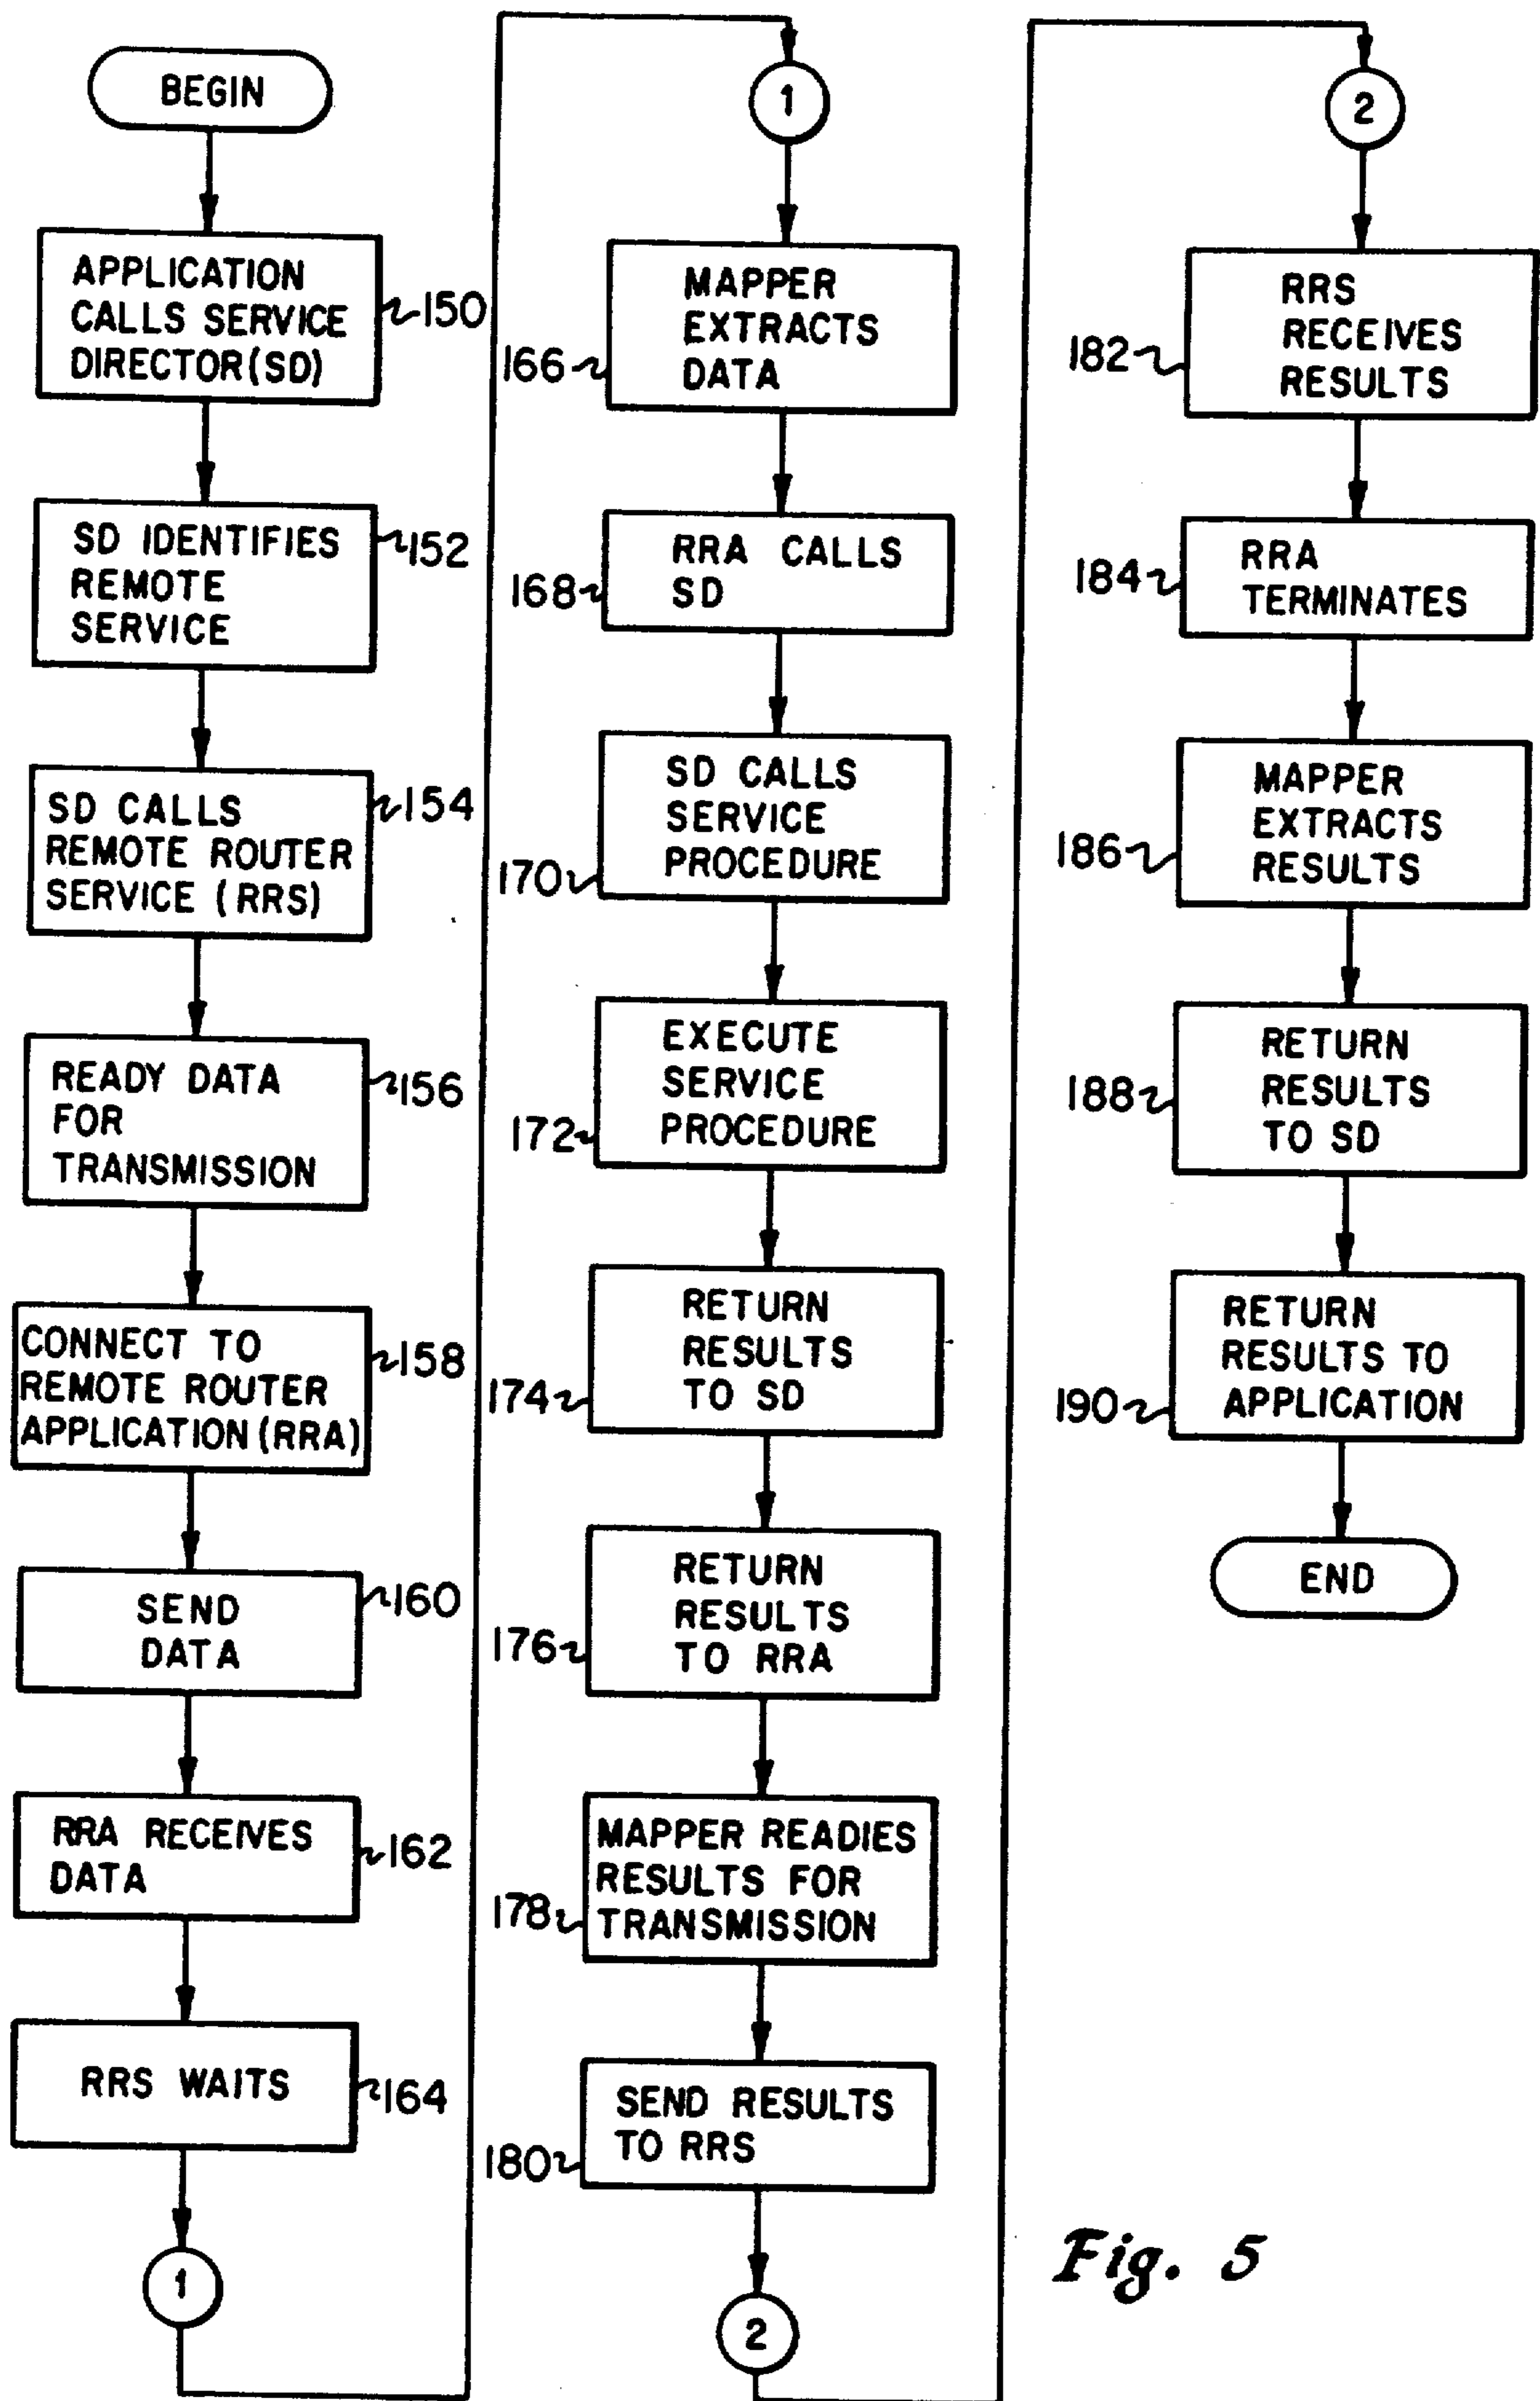 BEGIN
APPLICATION
CALLS SERVICE
DIRECTOR(SD)
150
SD IDENTIFIES
REMOTE
SERVICE
152
SD CALLS
REMOTE ROUTER
SERVICE (RRS)
154
READY DATA
FOR
TRANSMISSION
156
CONNECT TO
REMOTE ROUTER
APPLICATION(RRA)
158
SEND
DATA
160
RRA RECEIVES
DATA
162
RRS WAITS
164
1
1
MAPPER
EXTRACTS
DATA
166
RRA CALLS
SD
168
SD CALLS
SERVICE
PROCEDURE
170
EXECUTE
SERVICE
PROCEDURE
172
RETURN
RESULTS
TO SD
174
RETURN
RESULTS
TO RRA
176
MAPPER READIES
RESULTS FOR
TRANSMISSION
178
SEND RESULTS
TO RRS
180
2
2
RRS
RECEIVES
RESULTS
182
RRA
TERMINATES
184
MAPPER
EXTRACTS
RESULTS
186
RETURN
RESULTS
TO SD
188
RETURN
RESULTS TO
APPLICATION
190
END
Fig. 5